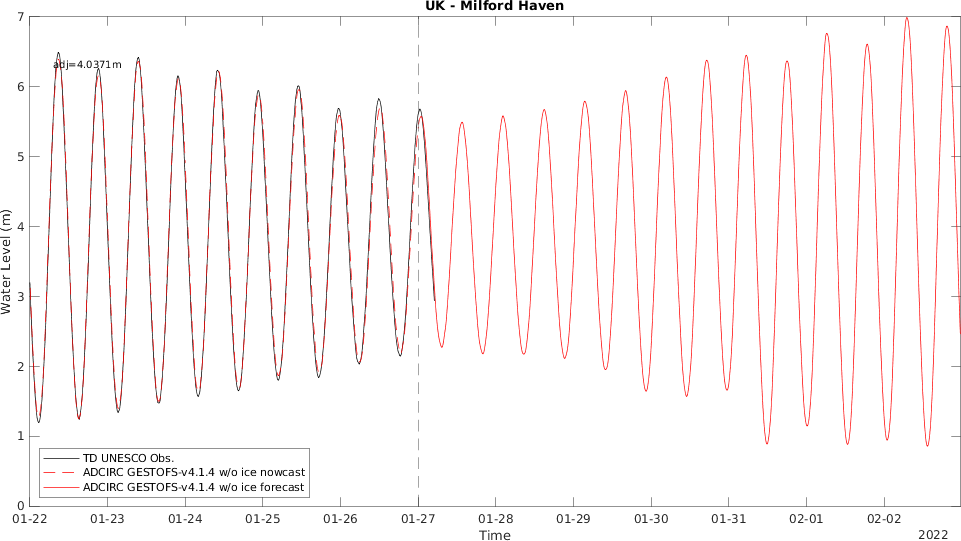 UK - Milford Haven
7
adj=4.0371m
6
5
4
3
2
1
0
Water Level (m)
TD UNESCO Obs.
ADCIRC GESTOFS-v4.1.4 w/o ice nowcast
ADCIRC GESTOFS-v4.1.4 w/o ice forecast
01-22 01-23 01-24 01-25 01-26 01-27 01-28 01-29 01-30 01-31 02-01 02-02
Time
2022